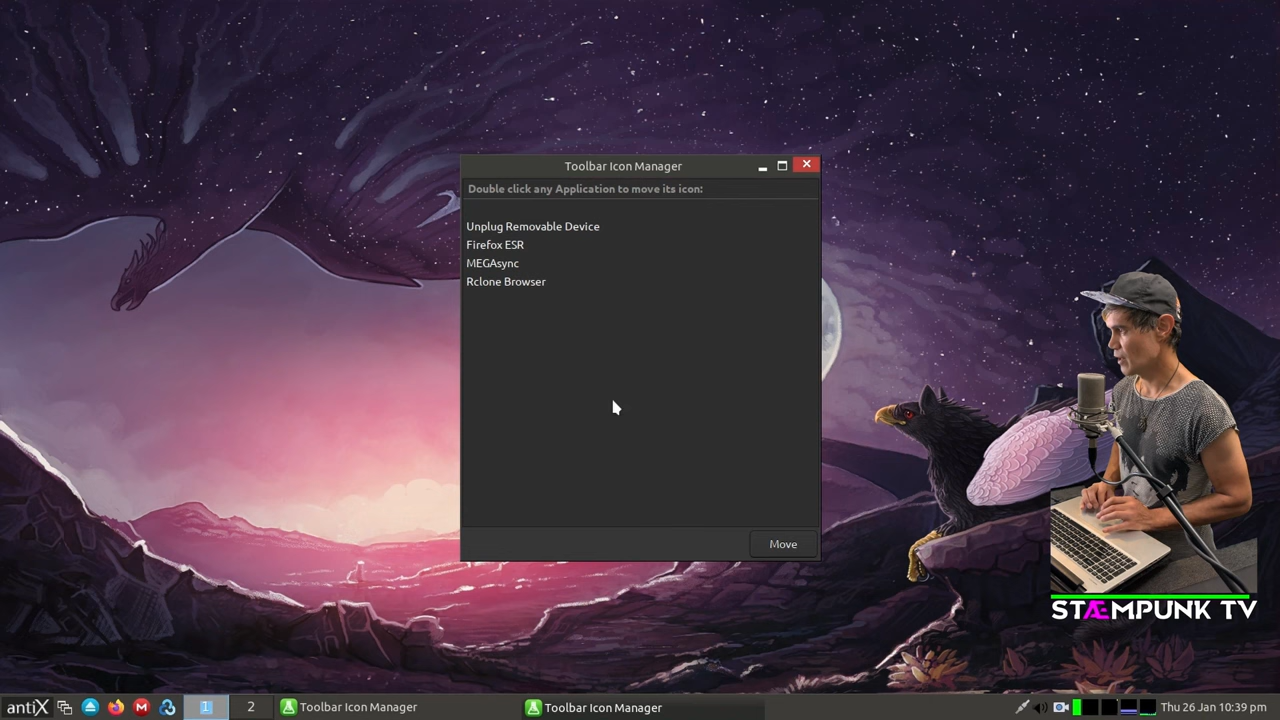 Toolbar Icon Manager
Double click any Application to move its icon:
Unplug Removable Device
Firefox ESR
MEGAsync
Rclone Browser
Move
STÆMPUNK TV
antiX
M
1
2
Toolbar Icon Manager
Toolbar Icon Manager
Thu 26 Jan 10:39 pm